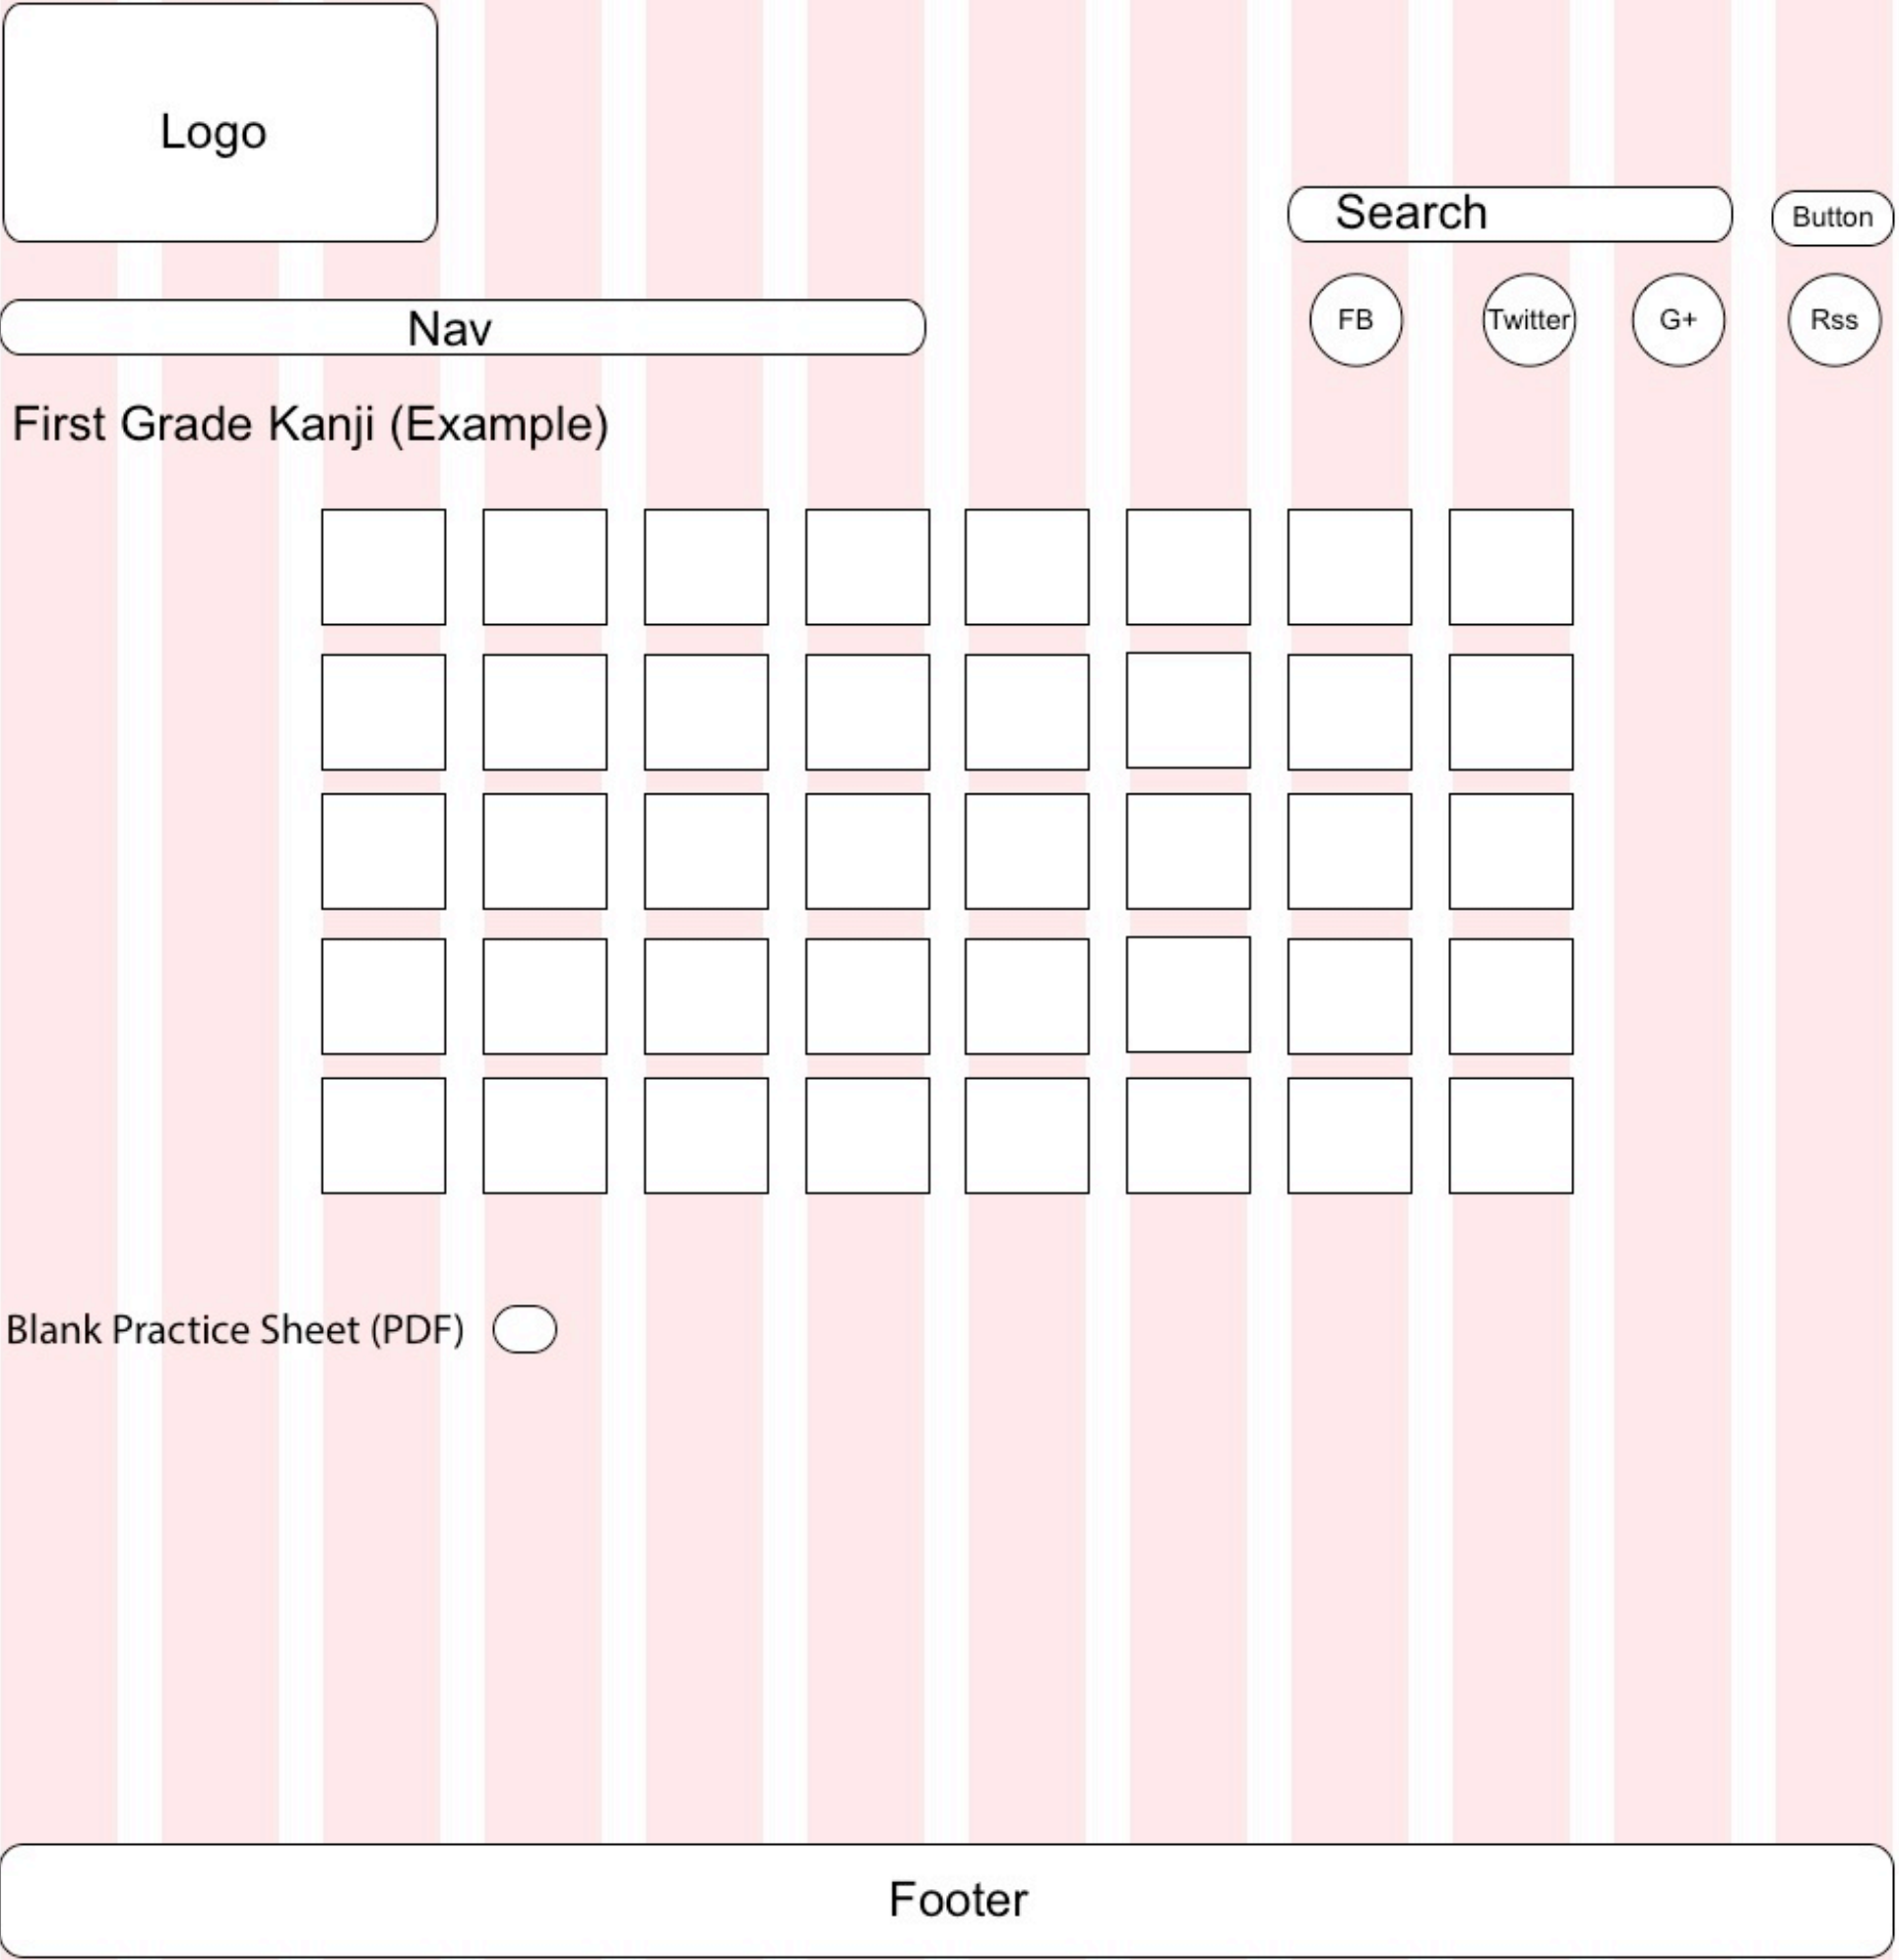 Logo
Search
Button
Nav
FB
Twitter
G+
Rss
First Grade Kanji (Example)
Blank Practice Sheet (PDF)
Footer